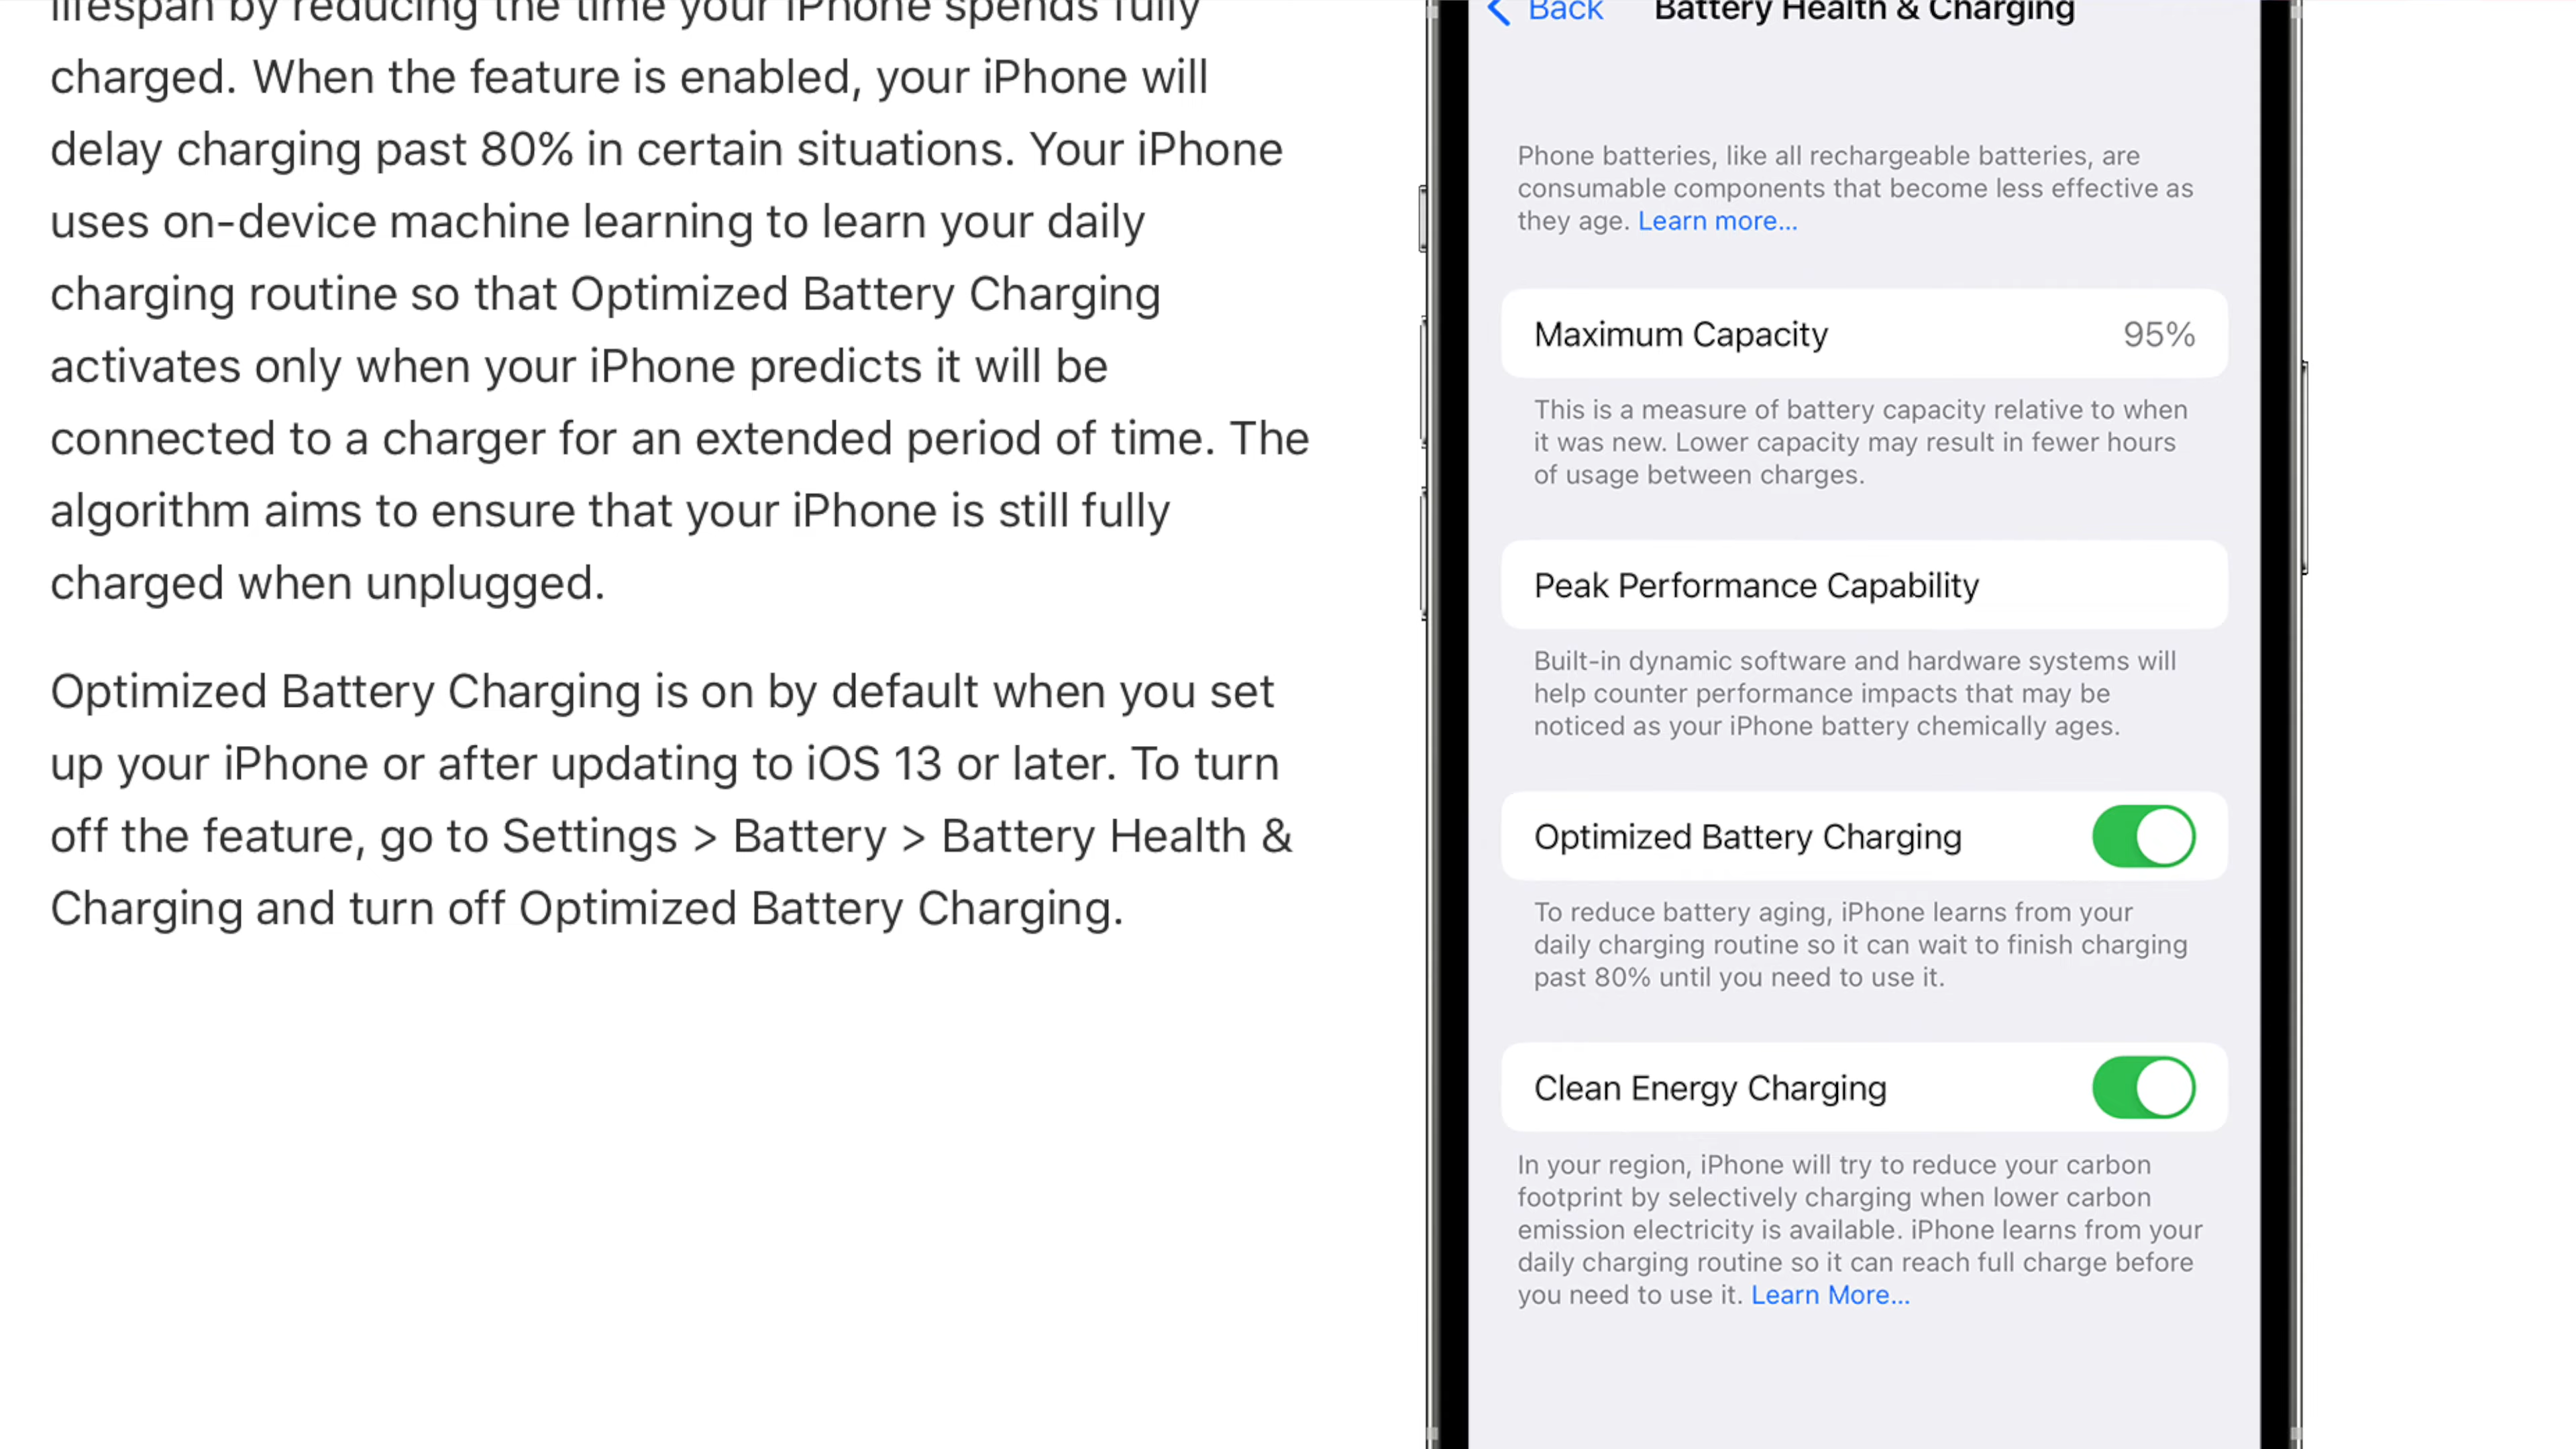 lifespan by reducing the time your iPhone spends fully
charged. When the feature is enabled, your iPhone will
delay charging past 80% in certain situations. Your iPhone
uses on-device machine learning to learn your daily
charging routine so that Optimized Battery Charging
activates only when your iPhone predicts it will be
connected to a charger for an extended period of time. The
algorithm aims to ensure that your iPhone is still fully
charged when unplugged.
Optimized Battery Charging is on by default when you set
up your iPhone or after updating to iOS 13 or later. To turn
off the feature, go to Settings > Battery > Battery Health &
Charging and turn off Optimized Battery Charging.
Back Battery Health & Charging
Phone batteries, like all rechargeable batteries, are
consumable components that become less effective as
they age. Learn more...
Maximum Capacity 95%
This is a measure of battery capacity relative to when
it was new. Lower capacity may result in fewer hours
of usage between charges.
Peak Performance Capability
Built-in dynamic software and hardware systems will
help counter performance impacts that may be
noticed as your iPhone battery chemically ages.
Optimized Battery Charging
To reduce battery aging, iPhone learns from your
daily charging routine so it can wait to finish charging
past 80% until you need to use it.
Clean Energy Charging
In your region, iPhone will try to reduce your carbon
footprint by selectively charging when lower carbon
emission electricity is available. iPhone learns from your
daily charging routine so it can reach full charge before
you need to use it. Learn More...